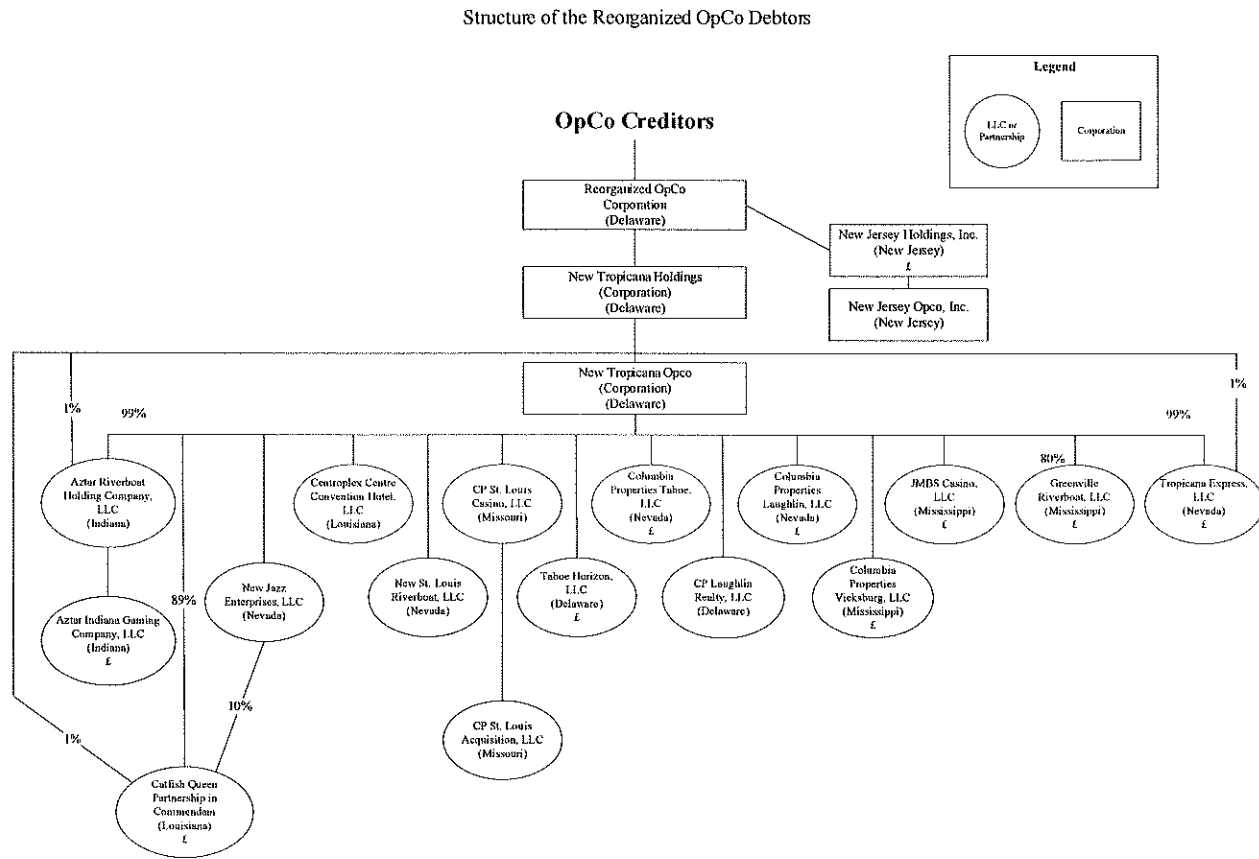 Structure of the Reorganized OpCo Debtors
Legend
LLC or
Partnership
Corporation
OpCo Creditors
Reorganized OpCo
Corporation
(Delaware)
New Jersey Holdings, Inc.
(New Jersey)
£
New Tropicana Holdings
(Corporation)
(Delaware)
New Jersey Opco, Inc.
(New Jersey)
New Tropicana Opco
(Corporation)
(Delaware)
1%
1%
99%
99%
80%
Aztar Riverboat
Holding Company,
LLC
(Indiana)
Centroplex Centre
Convention Hotel,
LLC
(Louisiana)
CP St. Louis
Casino, LLC
(Missouri)
Columbia
Properties Tahoe,
LLC
(Nevada)
£
Columbia
Properties
Laughlin, LLC
(Nevada)
£
JMBS Casino,
LLC
(Mississippi)
£
Greenville
Riverboat, LLC
(Mississippi)
£
Tropicana Express,
LLC
(Nevada)
£
Aztar Indiana Gaming
Company, LLC
(Indiana)
£
89%
New Jazz
Enterprises, LLC
(Nevada)
New St. Louis
Riverboat, LLC
(Nevada)
Tahoe Horizon,
LLC
(Delaware)
£
CP Laughlin
Realty, LLC
(Delaware)
Columbia
Properties
Vicksburg, LLC
(Mississippi)
£
10%
1%
CP St. Louis
Acquisition, LLC
(Missouri)
Catfish Queen
Partnership in
Commendam
(Louisiana)
£